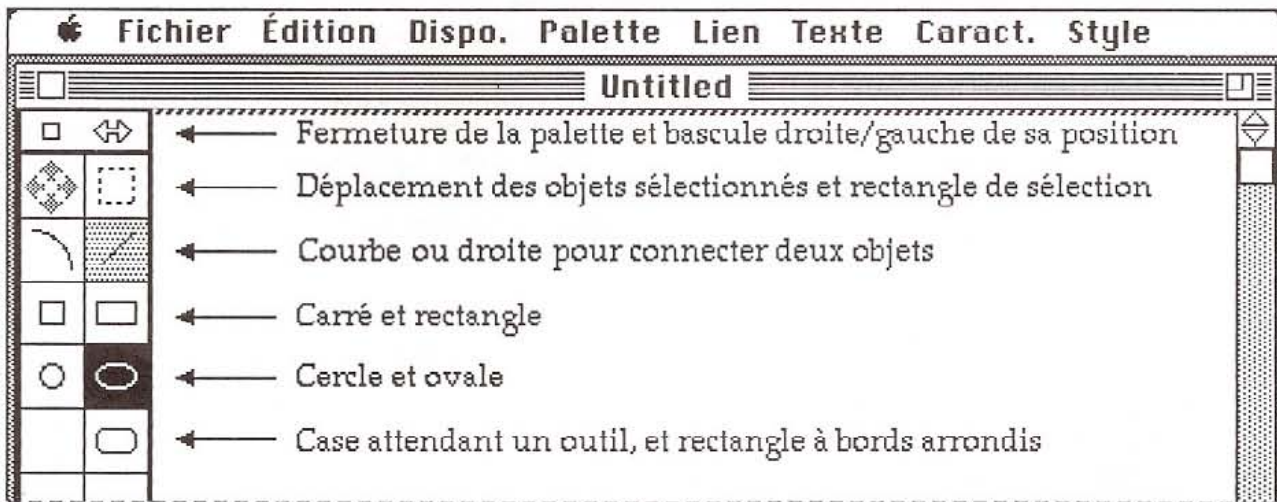 Fichier Édition Dispo. Palette Lien Texte Caract. Style
Untitled
Fermeture de la palette et bascule droite/gauche de sa position
Déplacement des objets sélectionnés et rectangle de sélection
Courbe ou droite pour connecter deux objets
Carré et rectangle
Cercle et ovale
Case attendant un outil, et rectangle à bords arrondis